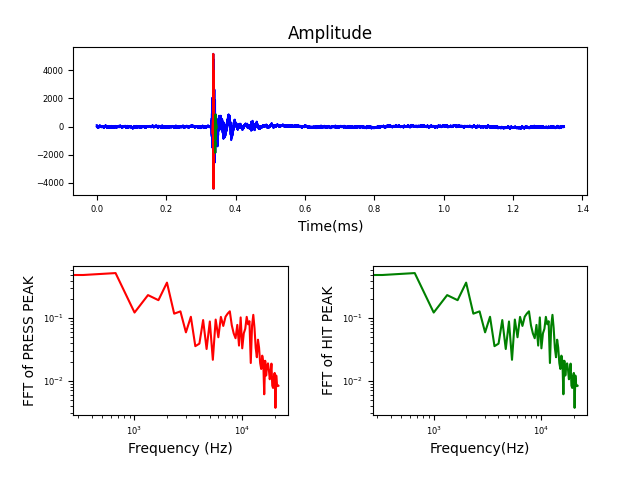 Amplitude
4000
2000
0
−2000
−4000
0.0 0.2 0.4 0.6 0.8 1.0 1.2 1.4
Time(ms)
FFT of PRESS PEAK
10⁻¹
10⁻²
10³ 10⁴
Frequency (Hz)
FFT of HIT PEAK
10⁻¹
10⁻²
10³ 10⁴
Frequency(Hz)